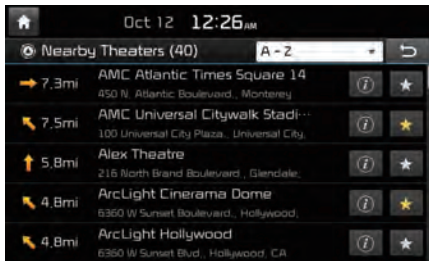 Oct 12 12:26 AM
Nearby Theaters (40) A - Z
7.3mi AMC Atlantic Times Square 14
450 N. Atlantic Boulevard., Monterey
7.5mi AMC Universal Citywalk Stadi...
100 Universal City Plaza., Universal City,
5.8mi Alex Theatre
216 North Brand Boulevard., Glendale,
4.8mi ArcLight Cinerama Dome
6360 W Sunset Boulevard., Hollywood,
4.8mi ArcLight Hollywood
6360 W Sunset Blvd., Hollywood, CA